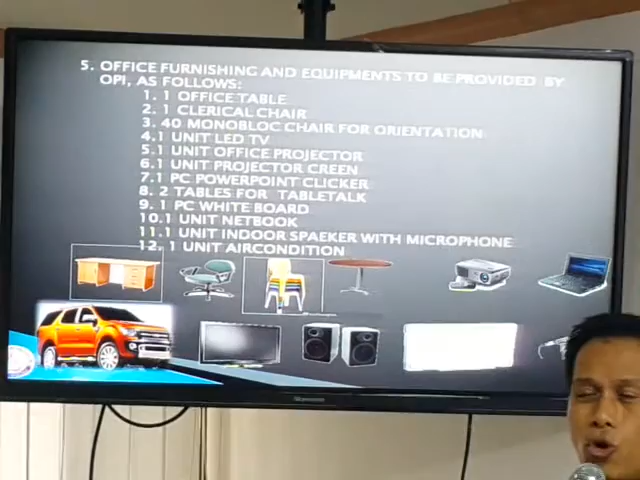 5. OFFICE FURNISHING AND EQUIPMENTS TO BE PROVIDED BY
OPI, AS FOLLOWS:
1. 1 OFFICE TABLE
2. 1 CLERICAL CHAIR
3. 40 MONOBLOC CHAIR FOR ORIENTATION
4.1 UNIT LED TV
5.1 UNIT OFFICE PROJECTOR
6.1 UNIT PROJECTOR CREEN
7.1 PC POWERPOINT CLICKER
8. 2 TABLES FOR TABLETALK
9. 1 PC WHITE BOARD
10.1 UNIT NETBOOK
11.1 UNIT INDOOR SPAEKER WITH MICROPHONE
12. 1 UNIT AIRCONDITION